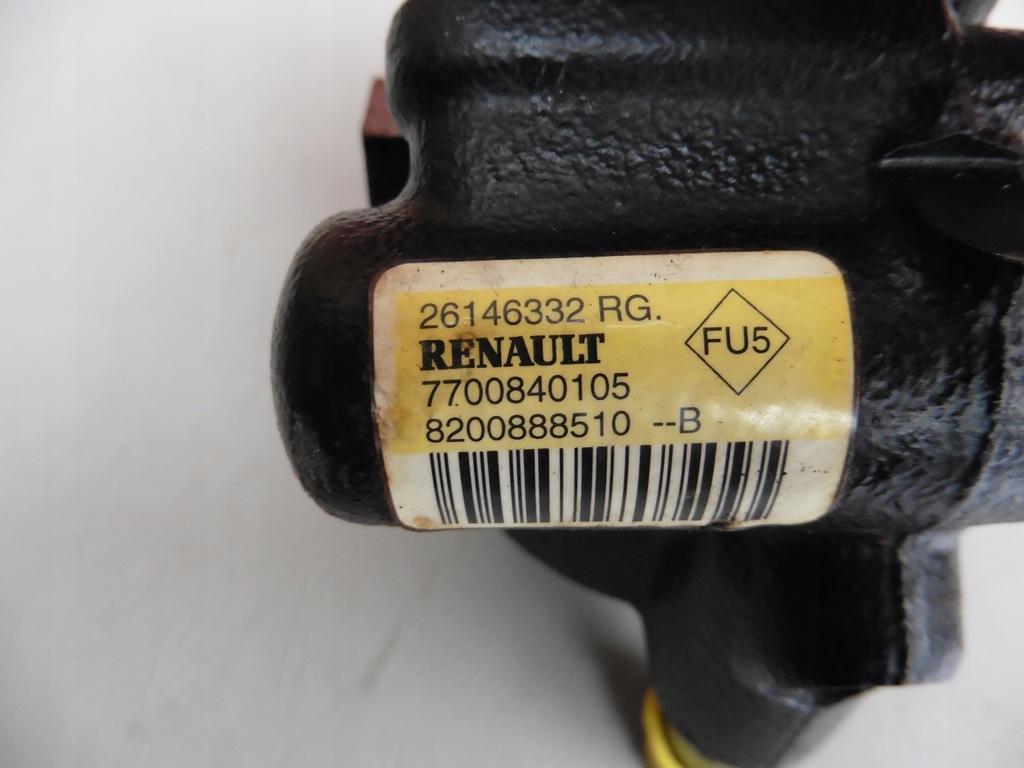 26146332 RG.
RENAULT
FU5
7700840105
8200888510 --B